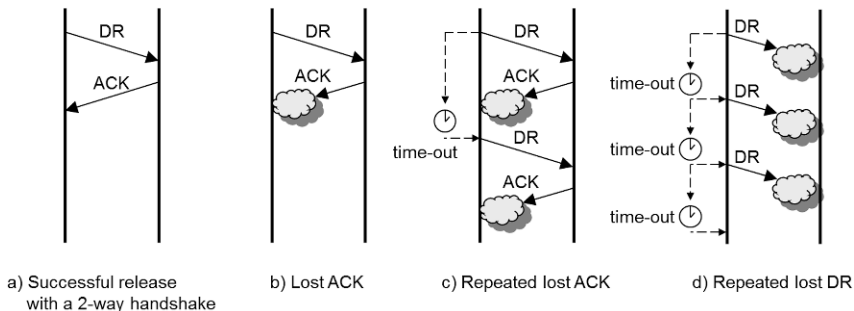 DR
ACK
a) Successful release
with a 2-way handshake
DR
ACK
b) Lost ACK
DR
ACK
time-out
DR
ACK
c) Repeated lost ACK
DR
time-out
DR
time-out
DR
time-out
d) Repeated lost DR